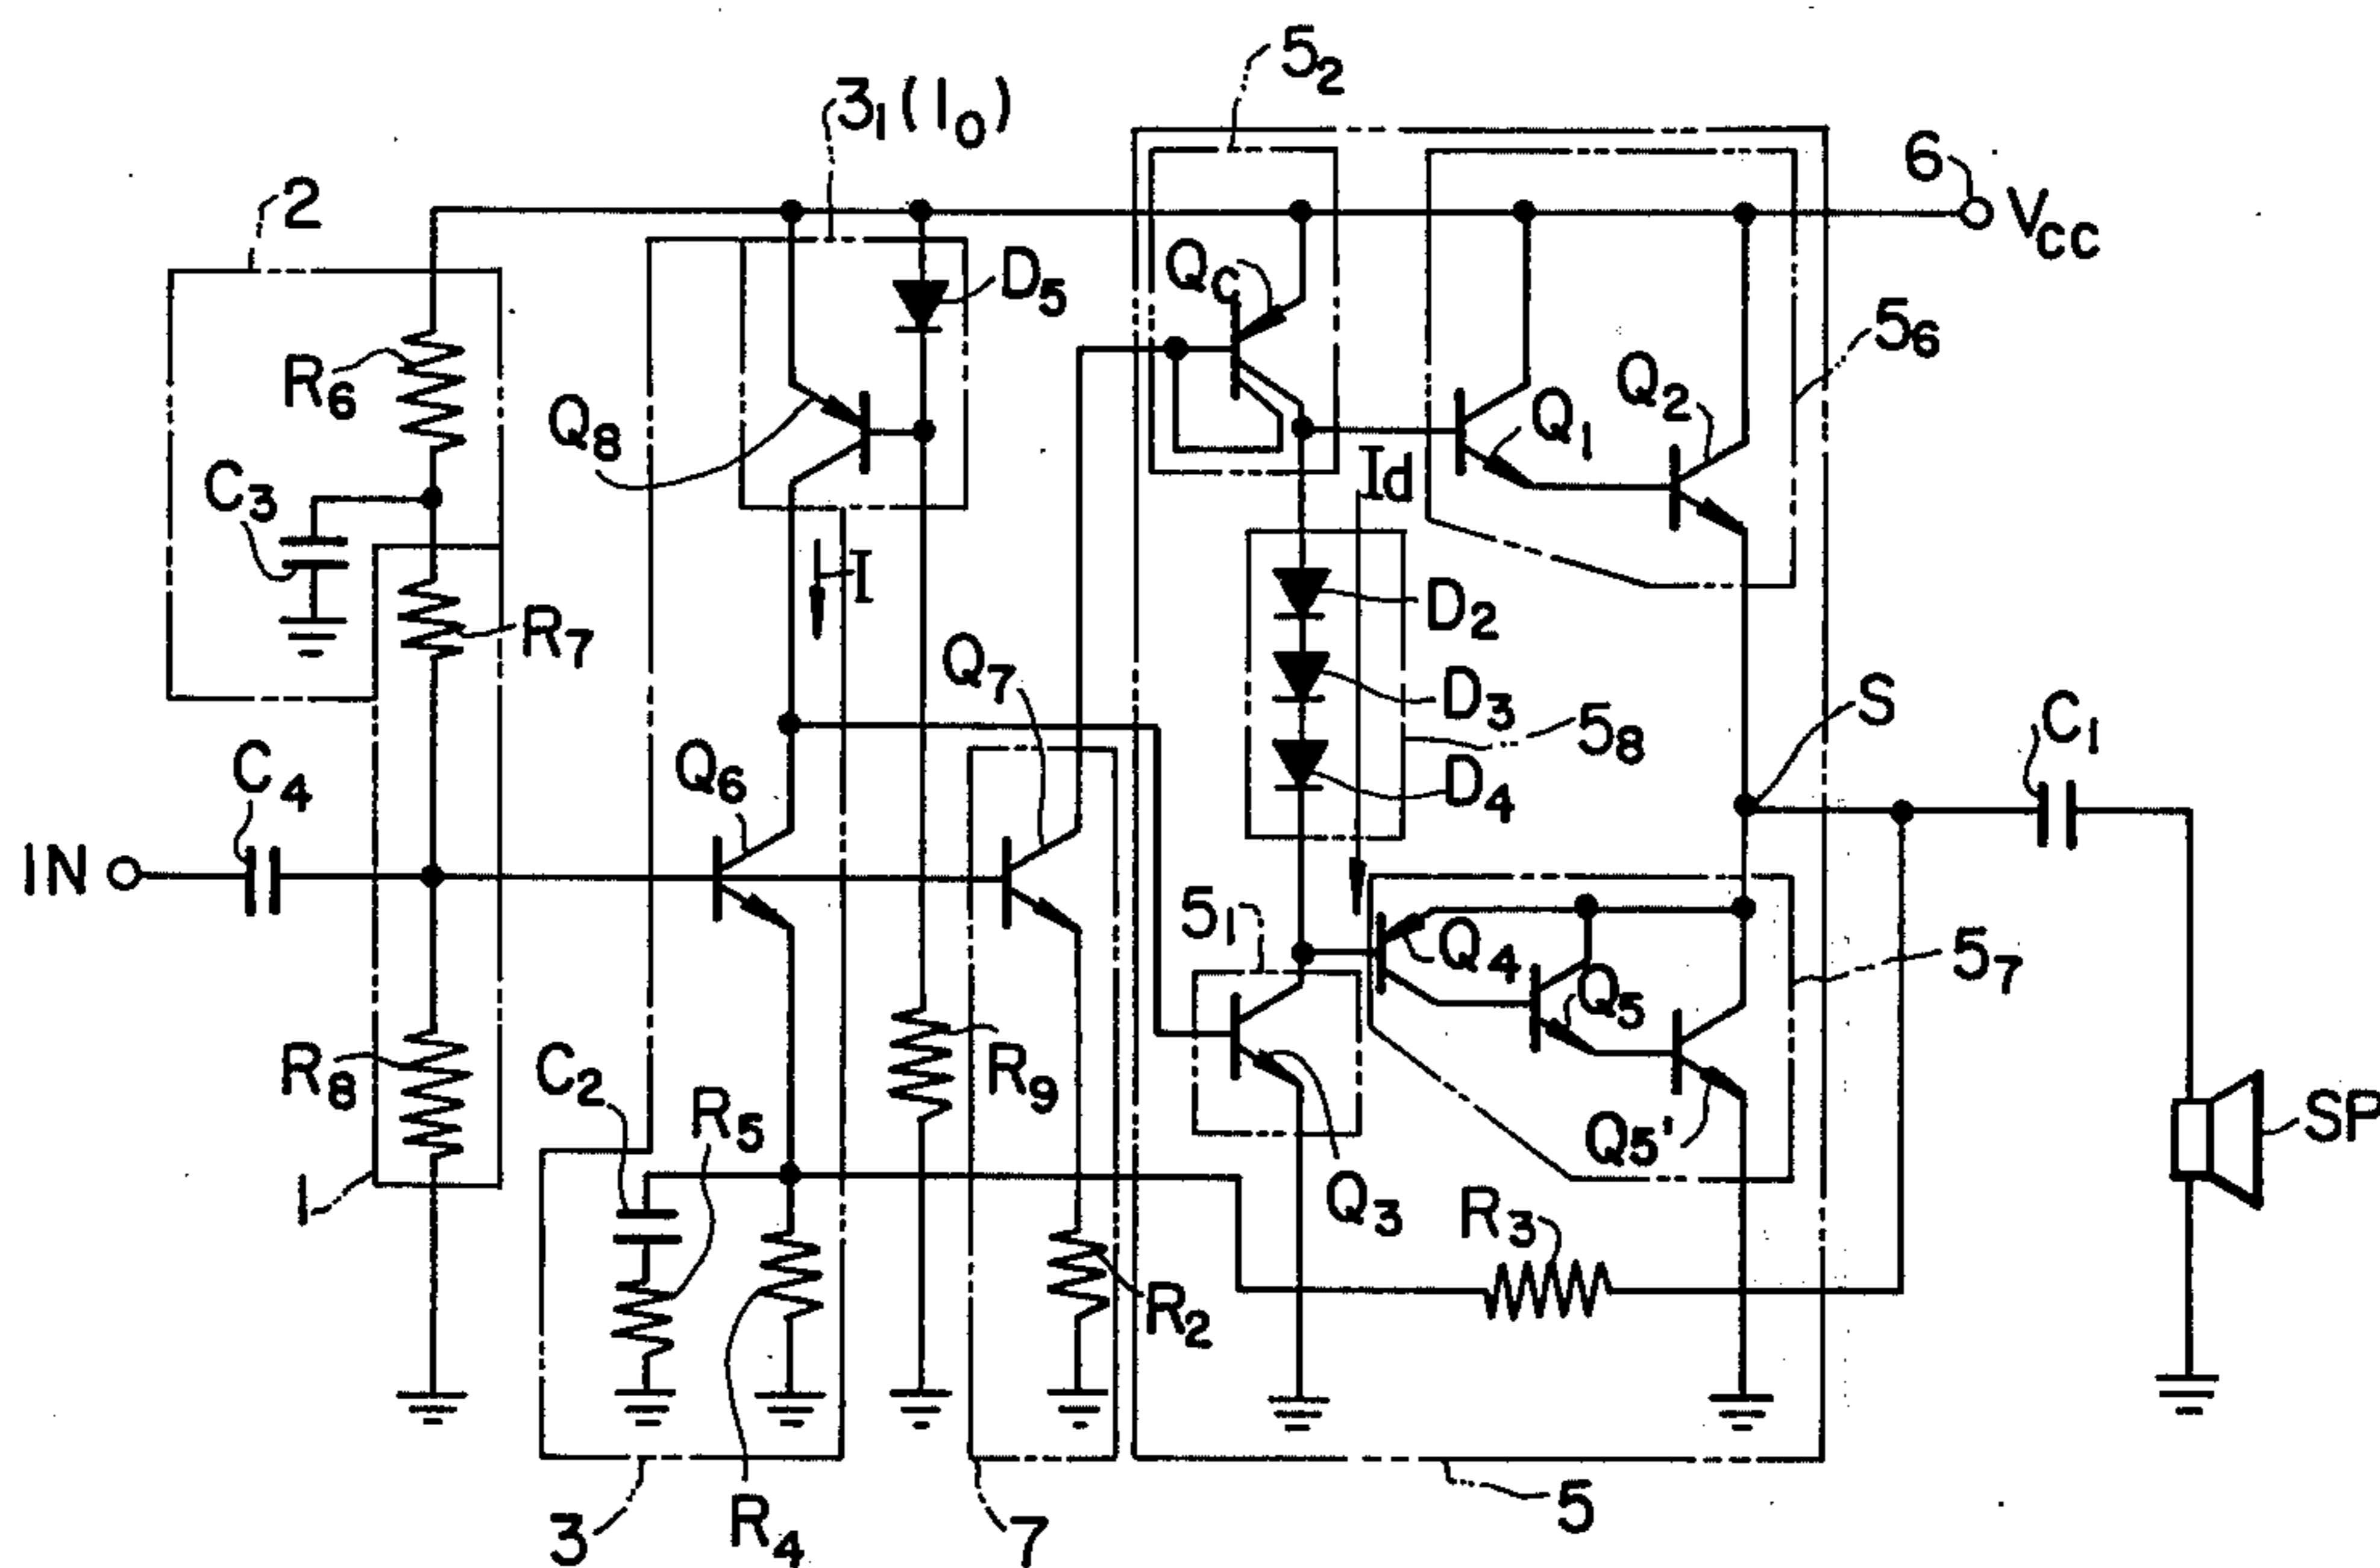 5₂
3₁(I₀)
6
V_CC
2
Q_C
D₅
5₆
R₆
Q₈
Q₁
Q₂
C₃
Id
I
D₂
R₇
Q₇
D₃
S
C₁
5₈
C₄
Q₆
D₄
IN
5₁
Q₄
5₇
Q₅
R₈
C₂
R₅
R₉
Q₅'
SP
1
Q₃
R₃
R₂
3
R₄
7
5